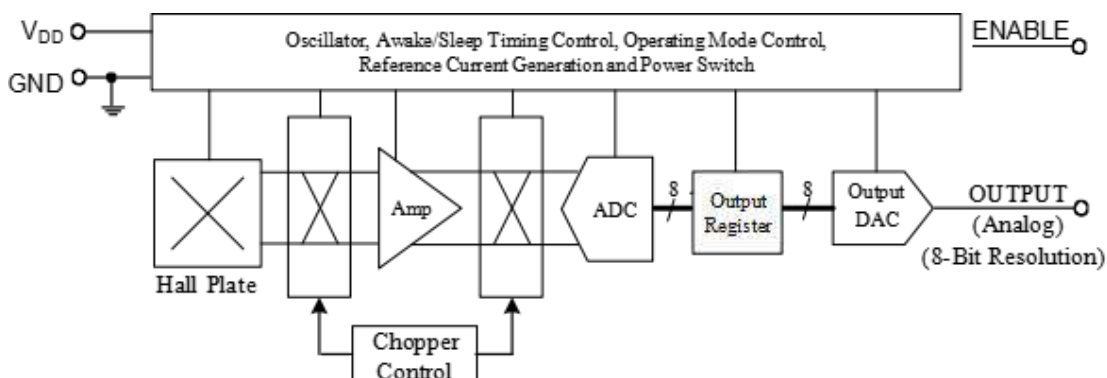 V_DD
GND
Oscillator, Awake/Sleep Timing Control, Operating Mode Control,
Reference Current Generation and Power Switch
ENABLE
Hall Plate
Amp
ADC
8
Output
Register
8
Output
DAC
OUTPUT
(Analog)
(8-Bit Resolution)
Chopper
Control